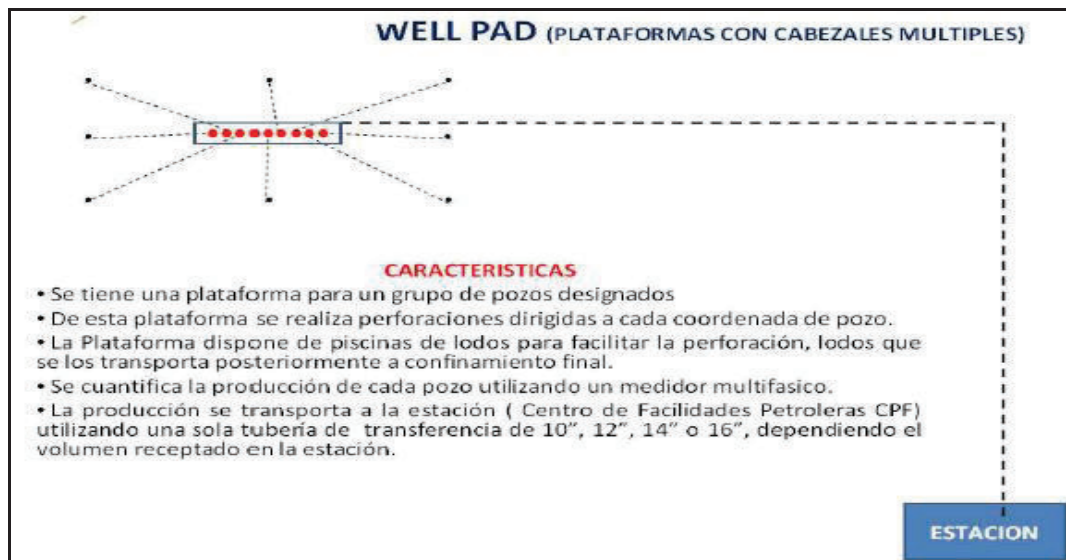 WELL PAD (PLATAFORMAS CON CABEZALES MULTIPLES)
CARACTERISTICAS
• Se tiene una plataforma para un grupo de pozos designados
• De esta plataforma se realiza perforaciones dirigidas a cada coordenada de pozo.
• La Plataforma dispone de piscinas de lodos para facilitar la perforación, lodos que
se los transporta posteriormente a confinamiento final.
• Se cuantifica la producción de cada pozo utilizando un medidor multifasico.
• La producción se transporta a la estación ( Centro de Facilidades Petroleras CPF)
utilizando una sola tubería de transferencia de 10”, 12”, 14” o 16”, dependiendo el
volumen receptado en la estación.
ESTACION